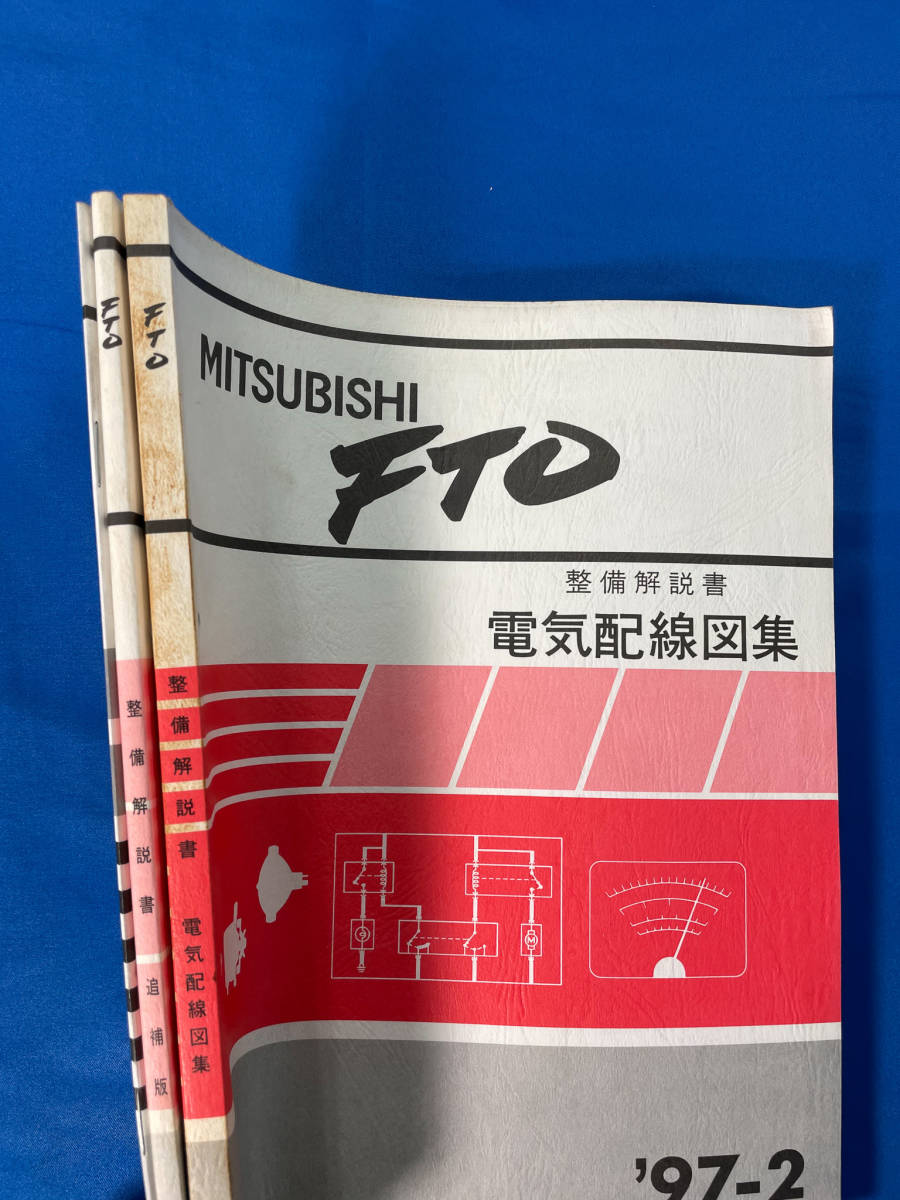 FTO
整備解説書 追補版
FTO
整備解説書 電気配線図集
MITSUBISHI
FTO
整備解説書
電気配線図集
M
'97-2